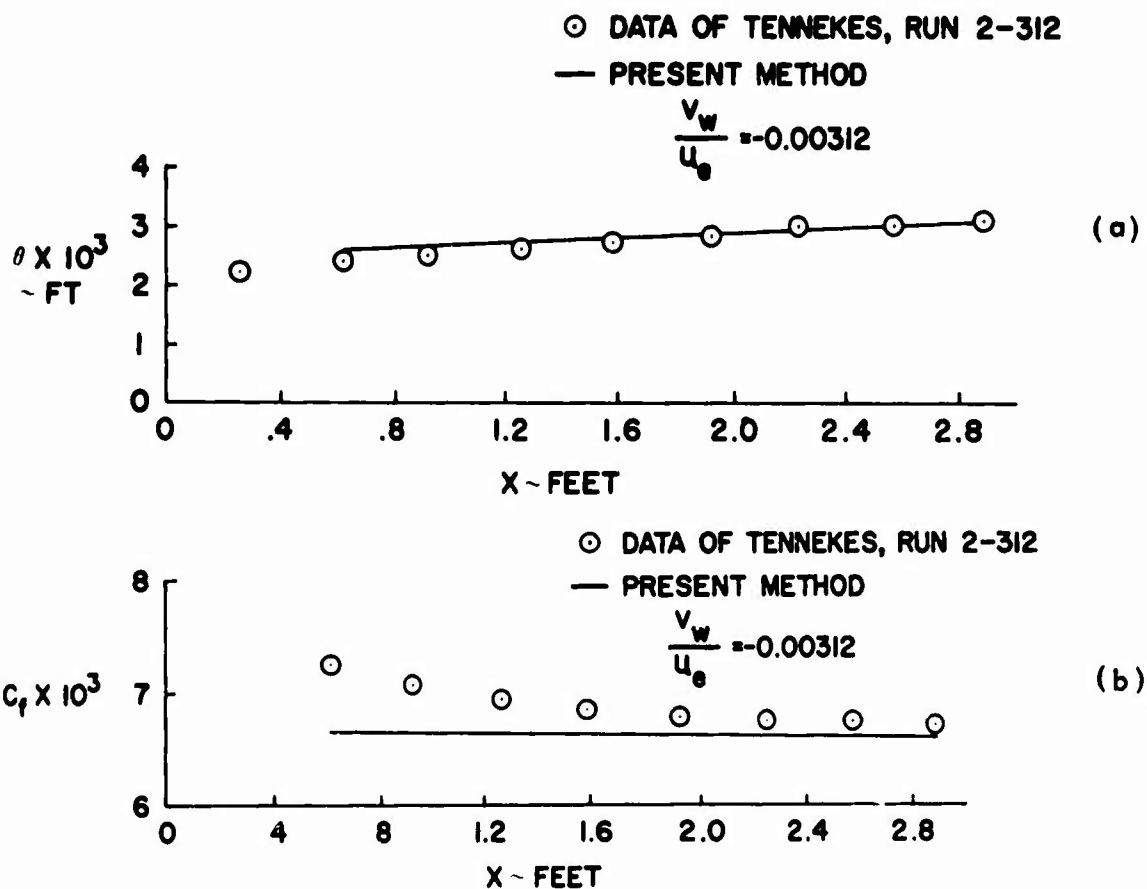 ⊙ DATA OF TENNEKES, RUN 2-312
— PRESENT METHOD
V_w / u_e = -0.00312
4
3
2
1
0
θ X 10³
~ FT
(a)
0 .4 .8 1.2 1.6 2.0 2.4 2.8
X ~ FEET
⊙ DATA OF TENNEKES, RUN 2-312
— PRESENT METHOD
V_w / u_e = -0.00312
8
7
6
C_f X 10³
(b)
0 .4 8 1.2 1.6 2.0 2.4 2.8
X ~ FEET